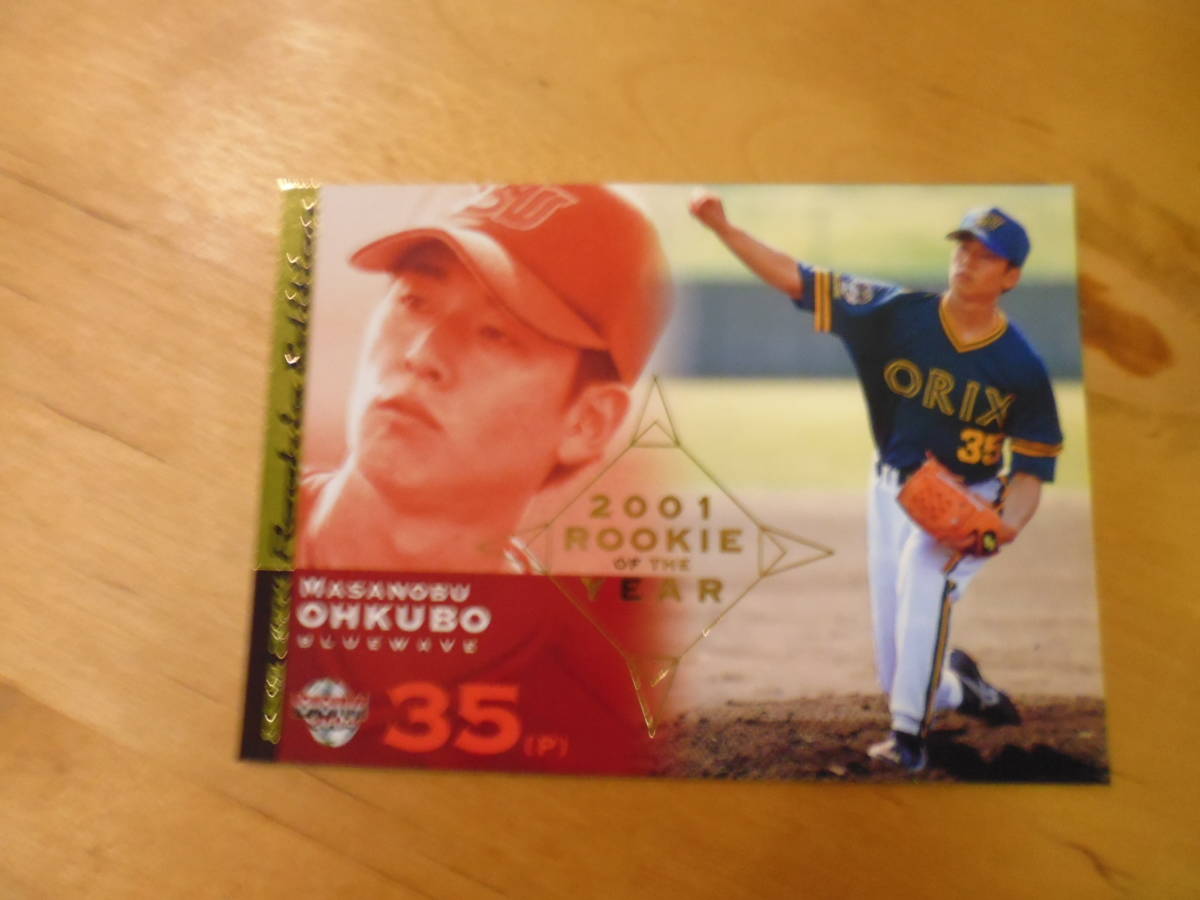 MASANOBU
OHKUBO
BLUEWAVE
35 (P)
2001
ROOKIE
OF THE
YEAR
ORIX
35